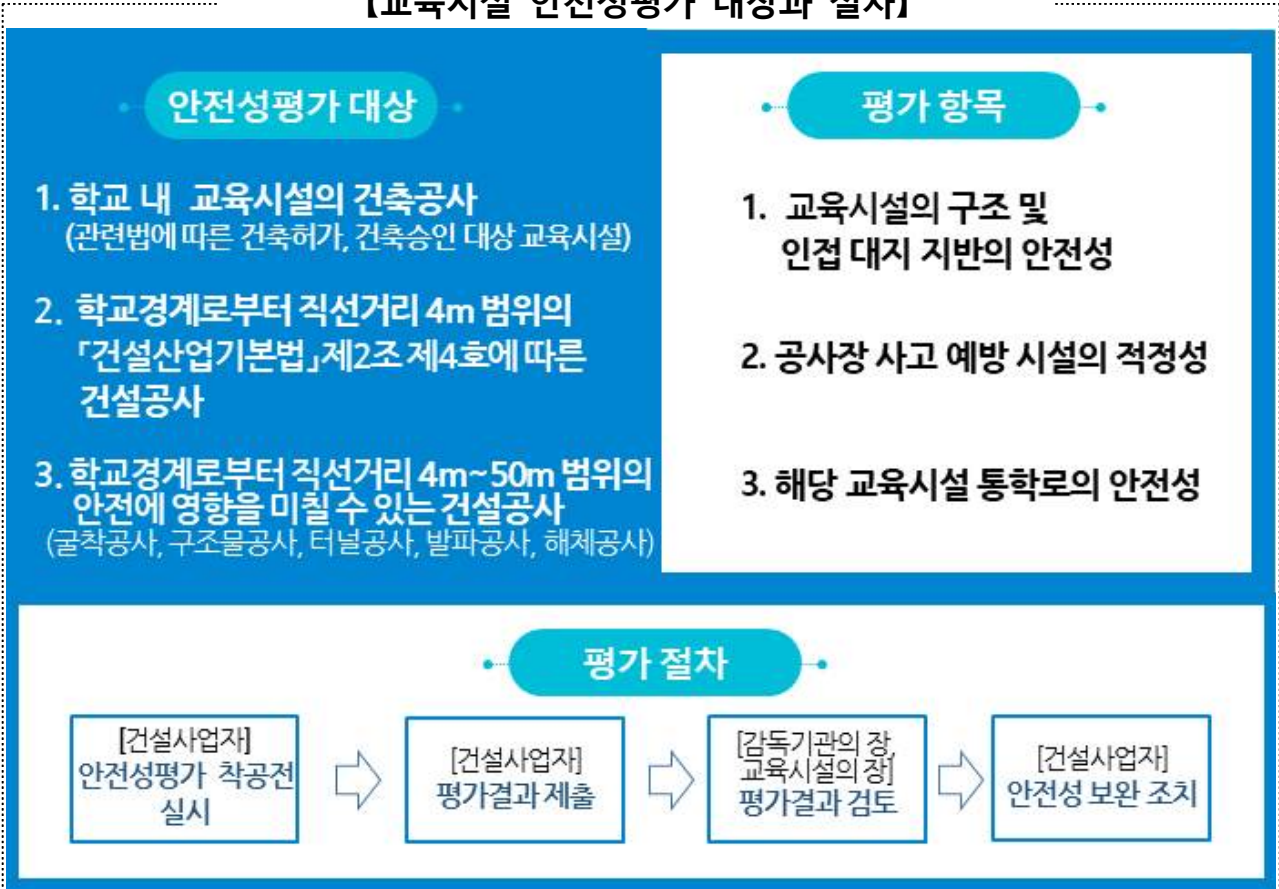 【교육시설 안전성평가 대상과 절차】
안전성평가 대상
1. 학교 내 교육시설의 건축공사
(관련법에 따른 건축허가, 건축승인 대상 교육시설)
2. 학교경계로부터 직선거리 4m 범위의
「건설산업기본법」제2조 제4호에 따른
건설공사
3. 학교경계로부터 직선거리 4m~50m 범위의
안전에 영향을 미칠 수 있는 건설공사
(굴착공사, 구조물공사, 터널공사, 발파공사, 해체공사)
평가 항목
1. 교육시설의 구조 및
인접 대지 지반의 안전성
2. 공사장 사고 예방 시설의 적정성
3. 해당 교육시설 통학로의 안전성
평가 절차
[건설사업자]
안전성평가 착공전
실시
[건설사업자]
평가결과 제출
[감독기관의 장,
교육시설의 장]
평가결과 검토
[건설사업자]
안전성 보완 조치